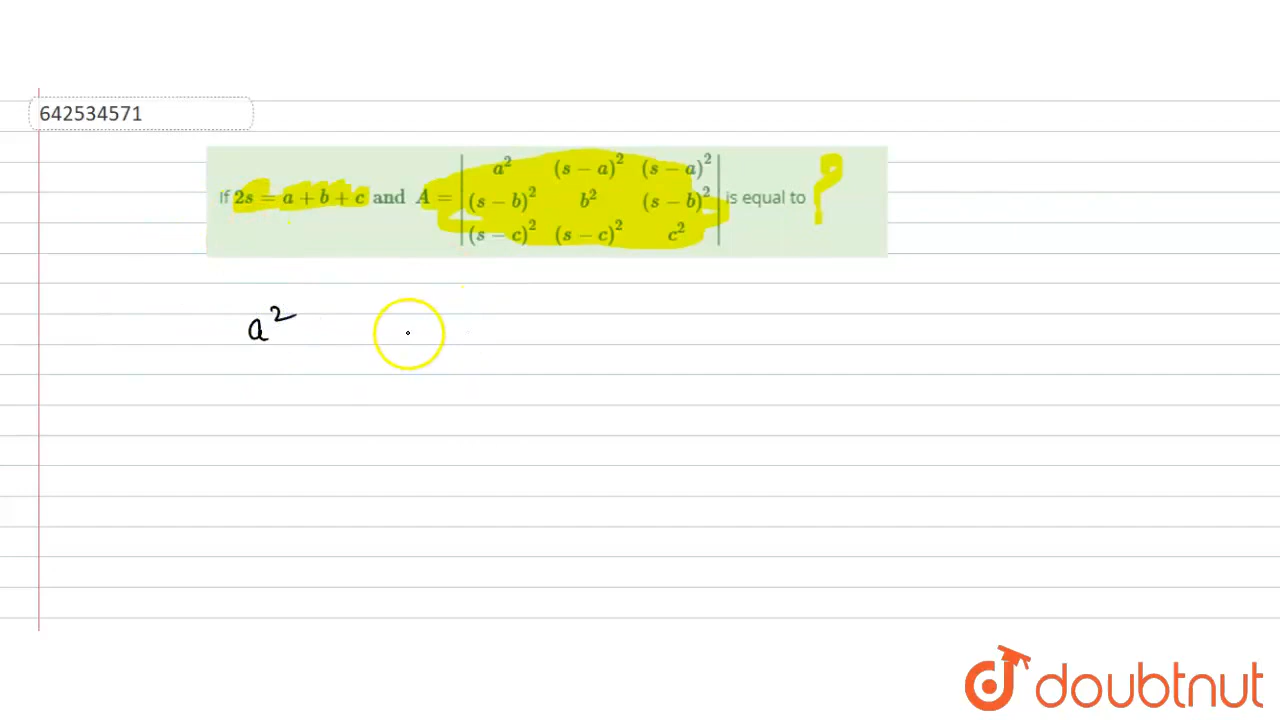 642534571
If 2s = a + b + c and A = | a² (s − a)² (s − a)² |
| (s − b)² b² (s − b)² | is equal to ?
| (s − c)² (s − c)² c² |
a²
doubtnut